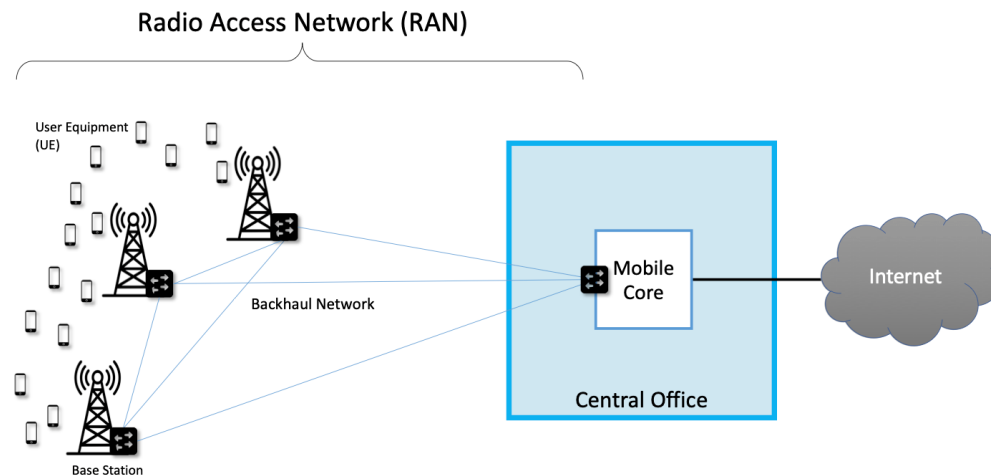 Radio Access Network (RAN)
User Equipment
(UE)
Backhaul Network
Base Station
Mobile
Core
Central Office
Internet